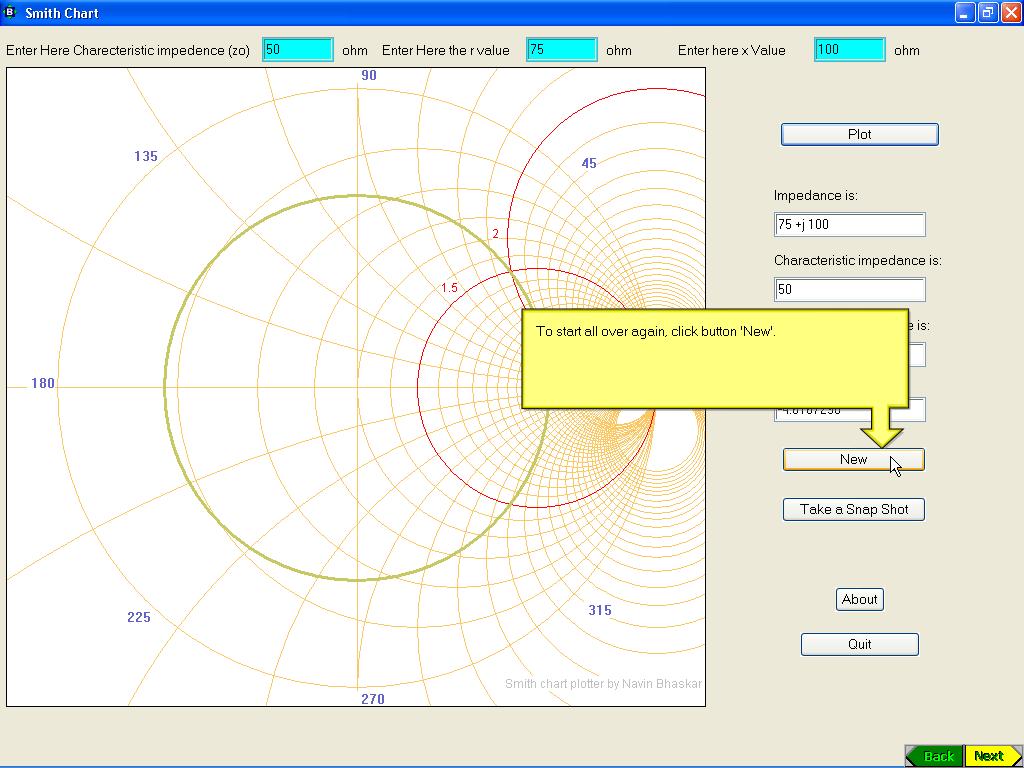 Smith Chart
Enter Here Charecteristic impedence (zo) 50 ohm Enter Here the r value 75 ohm Enter here x Value 100 ohm
90
135
45
Plot
Impedance is:
75 +j 100
2
Characteristic impedance is:
1.5
50
To start all over again, click button 'New'.
e is:
180
New
Take a Snap Shot
About
225
315
Quit
Smith chart plotter by Navin Bhaskar
270
Back Next